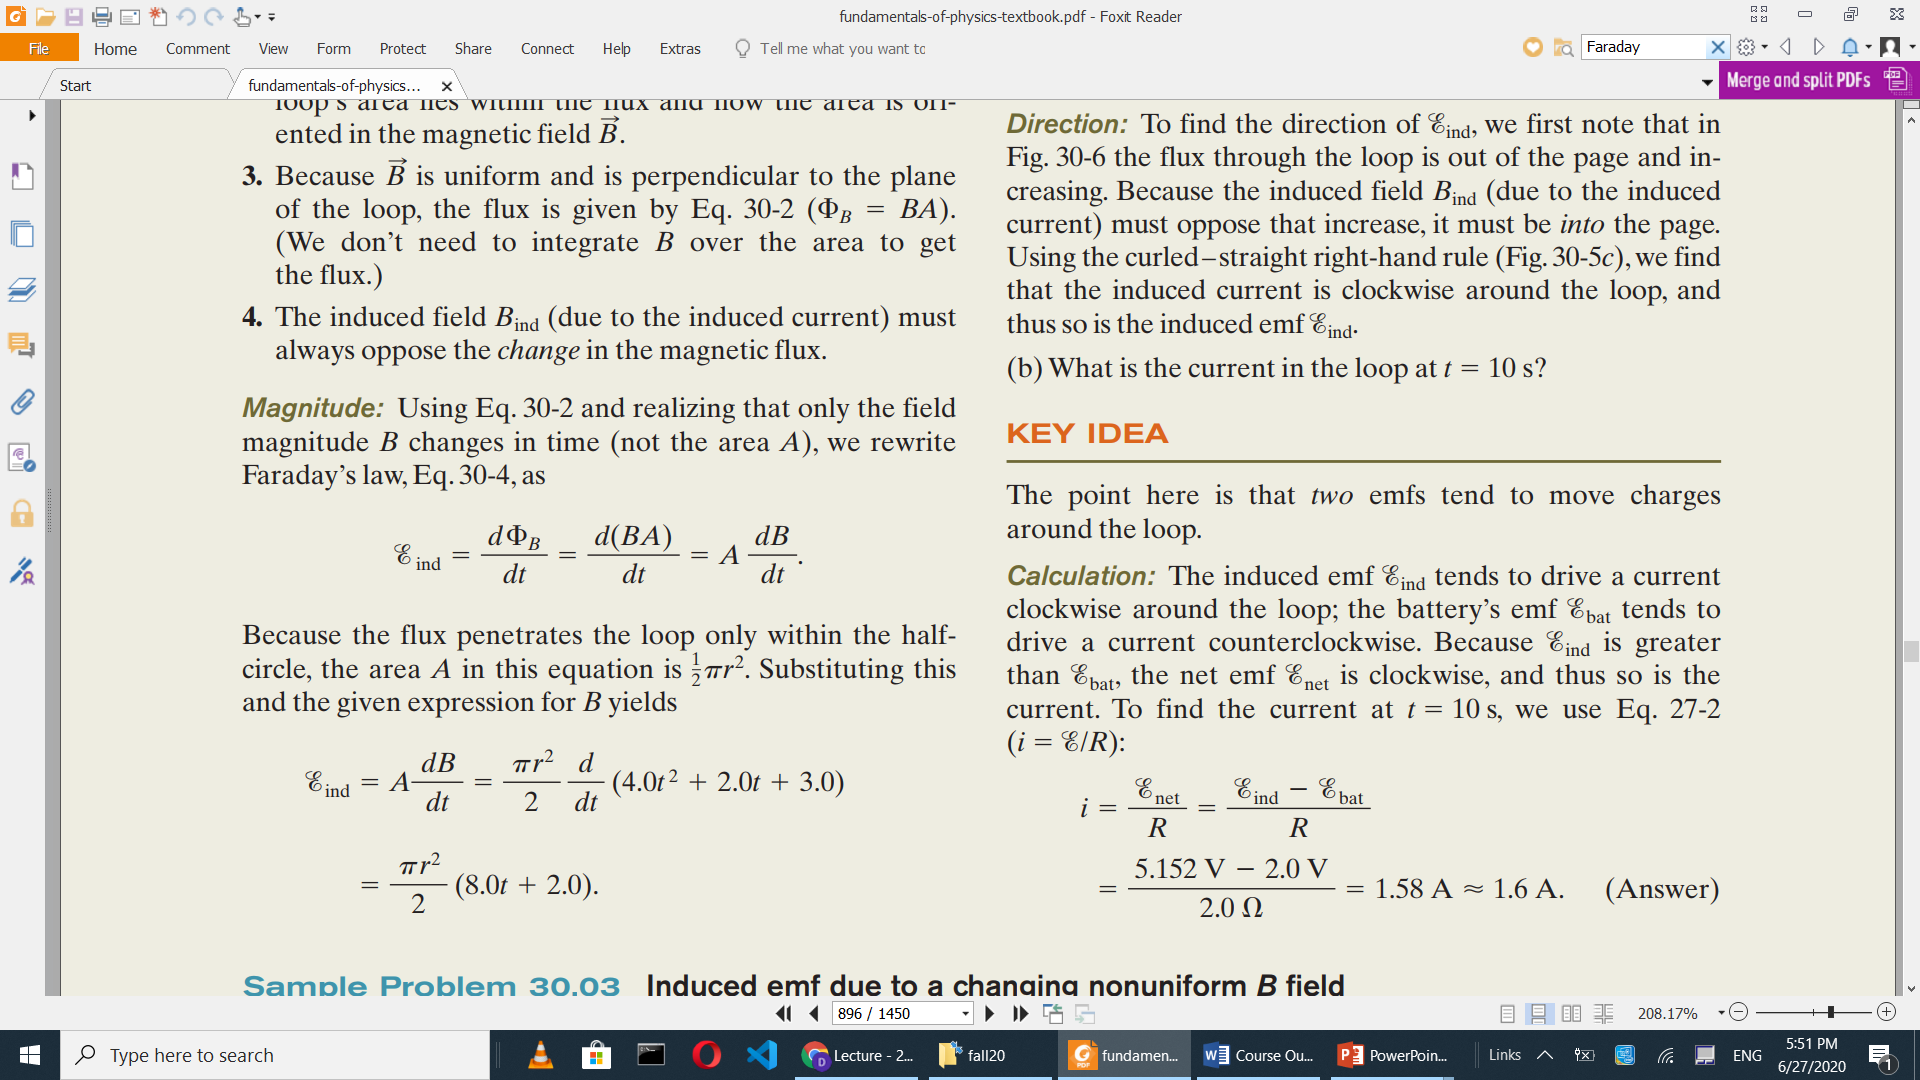 fundamentals-of-physics-textbook.pdf - Foxit Reader
File Home Comment View Form Protect Share Connect Help Extras Tell me what you want to Faraday
Start fundamentals-of-physics... Merge and split PDFs
loop's area lies within the flux and how the area is ori-
ented in the magnetic field B⃗.
3. Because B⃗ is uniform and is perpendicular to the plane
of the loop, the flux is given by Eq. 30-2 (Φ_B = BA).
(We don't need to integrate B over the area to get
the flux.)
4. The induced field B_ind (due to the induced current) must
always oppose the change in the magnetic flux.
Magnitude: Using Eq. 30-2 and realizing that only the field
magnitude B changes in time (not the area A), we rewrite
Faraday's law, Eq. 30-4, as
ℰ_ind = dΦ_B/dt = d(BA)/dt = A dB/dt.
Because the flux penetrates the loop only within the half-
circle, the area A in this equation is ½πr². Substituting this
and the given expression for B yields
ℰ_ind = A dB/dt = πr²/2 d/dt (4.0t² + 2.0t + 3.0)
= πr²/2 (8.0t + 2.0).
Direction: To find the direction of ℰ_ind, we first note that in
Fig. 30-6 the flux through the loop is out of the page and in-
creasing. Because the induced field B_ind (due to the induced
current) must oppose that increase, it must be into the page.
Using the curled–straight right-hand rule (Fig. 30-5c), we find
that the induced current is clockwise around the loop, and
thus so is the induced emf ℰ_ind.
(b) What is the current in the loop at t = 10 s?
KEY IDEA
The point here is that two emfs tend to move charges
around the loop.
Calculation: The induced emf ℰ_ind tends to drive a current
clockwise around the loop; the battery's emf ℰ_bat tends to
drive a current counterclockwise. Because ℰ_ind is greater
than ℰ_bat, the net emf ℰ_net is clockwise, and thus so is the
current. To find the current at t = 10 s, we use Eq. 27-2
(i = ℰ/R):
i = ℰ_net/R = (ℰ_ind − ℰ_bat)/R
= (5.152 V − 2.0 V)/2.0 Ω = 1.58 A ≈ 1.6 A. (Answer)
Sample Problem 30.03 Induced emf due to a changing nonuniform B field
896 / 1450 208.17%
Type here to search Lecture - 2... fall20 fundamen... Course Ou... PowerPoin... Links ENG 5:51 PM
6/27/2020 1